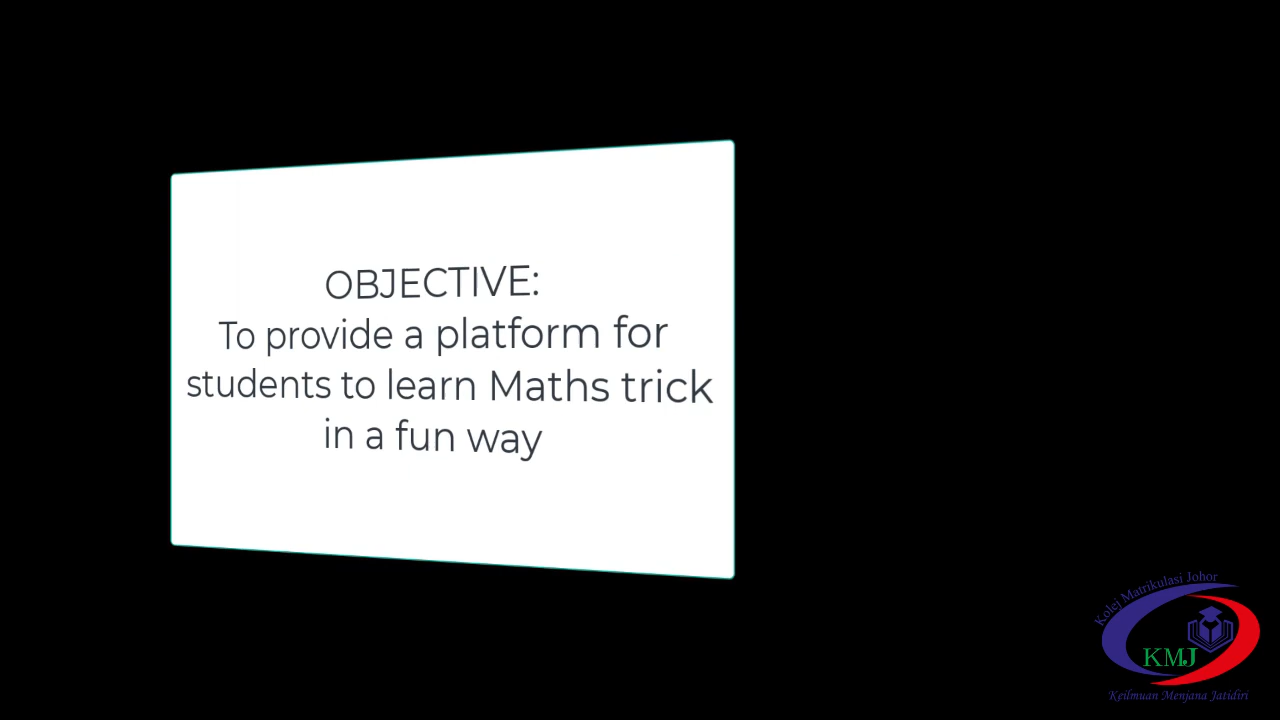 OBJECTIVE:
To provide a platform for
students to learn Maths trick
in a fun way
Kolej Matrikulasi Johor
KMJ
Keilmuan Menjana Jatidiri